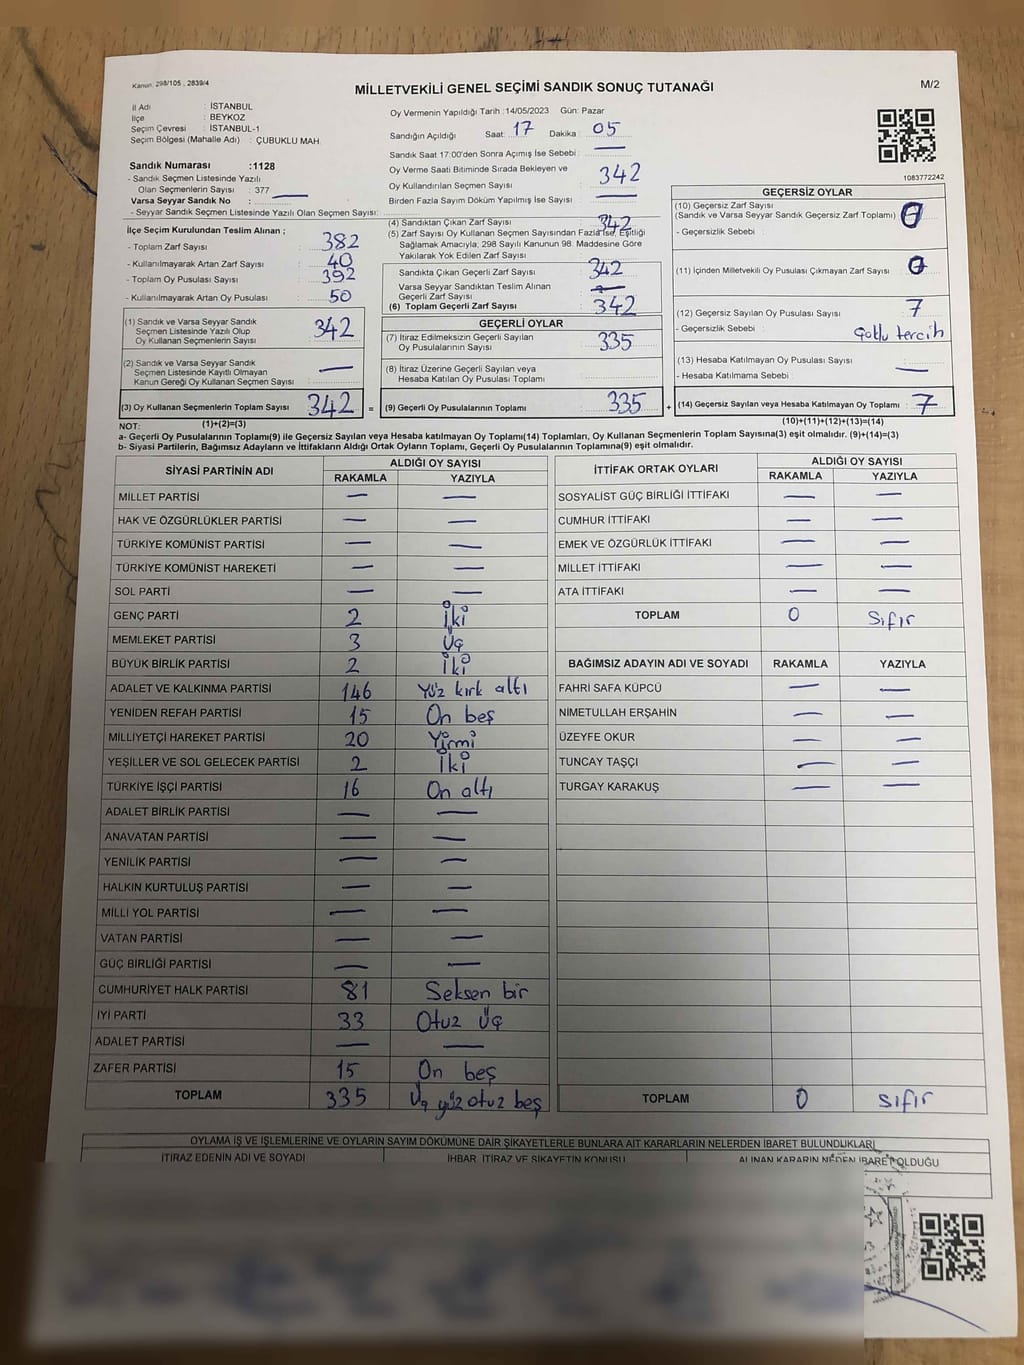 Kanun: 298/105 , 2839/4
MİLLETVEKİLİ GENEL SEÇİMİ SANDIK SONUÇ TUTANAĞI
M/2
İl Adı : İSTANBUL
İlçe : BEYKOZ
Seçim Çevresi : İSTANBUL-1
Seçim Bölgesi (Mahalle Adı) : ÇUBUKLU MAH.
Sandık Numarası :1128
- Sandık Seçmen Listesinde Yazılı
Olan Seçmenlerin Sayısı : 377
Varsa Seyyar Sandık No : —
- Seyyar Sandık Seçmen Listesinde Yazılı Olan Seçmen Sayısı:
Oy Vermenin Yapıldığı Tarih :14/05/2023 Gün: Pazar
Sandığın Açıldığı Saat: 17 Dakika : 05
Sandık Saat 17:00'den Sonra Açımış İse Sebebi : —
Oy Verme Saati Bitiminde Sırada Bekleyen ve
Oy Kullandırılan Seçmen Sayısı : 342
Birden Fazla Sayım Döküm Yapılmış İse Sayısı : —
1083772242
İlçe Seçim Kurulundan Teslim Alınan ;
- Toplam Zarf Sayısı : 382
- Kullanılmayarak Artan Zarf Sayısı : 40
- Toplam Oy Pusulası Sayısı : 392
- Kullanılmayarak Artan Oy Pusulası : 50
(1) Sandık ve Varsa Seyyar Sandık
Seçmen Listesinde Yazılı Olup
Oy Kullanan Seçmenlerin Sayısı : 342
(2) Sandık ve Varsa Seyyar Sandık
Seçmen Listesinde Kayıtlı Olmayan
Kanun Gereği Oy Kullanan Seçmen Sayısı : —
(3) Oy Kullanan Seçmenlerin Toplam Sayısı : 342
(4) Sandıktan Çıkan Zarf Sayısı : 342
(5) Zarf Sayısı Oy Kullanan Seçmen Sayısından Fazla İse, Eşitliği
Sağlamak Amacıyla, 298 Sayılı Kanunun 98. Maddesine Göre
Yakılarak Yok Edilen Zarf Sayısı
Sandıkta Çıkan Geçerli Zarf Sayısı : 342
Varsa Seyyar Sandıktan Teslim Alınan
Geçerli Zarf Sayısı : —
(6) Toplam Geçerli Zarf Sayısı : 342
GEÇERLİ OYLAR
(7) İtiraz Edilmeksizin Geçerli Sayılan
Oy Pusulalarının Sayısı : 335
(8) İtiraz Üzerine Geçerli Sayılan veya
Hesaba Katılan Oy Pusulası Toplamı
= (9) Geçerli Oy Pusulalarının Toplamı : 335
GEÇERSİZ OYLAR
(10) Geçersiz Zarf Sayısı
(Sandık ve Varsa Seyyar Sandık Geçersiz Zarf Toplamı) : 0
- Geçersizlik Sebebi :
(11) İçinden Milletvekili Oy Pusulası Çıkmayan Zarf Sayısı : 0
(12) Geçersiz Sayılan Oy Pusulası Sayısı : 7
- Geçersizlik Sebebi : Çoklu tercih
(13) Hesaba Katılmayan Oy Pusulası Sayısı : —
- Hesaba Katılmama Sebebi :
+ (14) Geçersiz Sayılan veya Hesaba Katılmayan Oy Toplamı : 7
NOT: (1)+(2)=(3) (10)+(11)+(12)+(13)=(14)
a- Geçerli Oy Pusulalarının Toplamı(9) ile Geçersiz Sayılan veya Hesaba katılmayan Oy Toplamı(14) Toplamları, Oy Kullanan Seçmenlerin Toplam Sayısına(3) eşit olmalıdır. (9)+(14)=(3)
b- Siyasi Partilerin, Bağımsız Adayların ve İttifakların Aldığı Ortak Oyların Toplamı, Geçerli Oy Pusulalarının Toplamına(9) eşit olmalıdır.
SİYASİ PARTİNİN ADI ALDIĞI OY SAYISI
RAKAMLA YAZIYLA
MİLLET PARTİSİ — —
HAK VE ÖZGÜRLÜKLER PARTİSİ — —
TÜRKİYE KOMÜNİST PARTİSİ — —
TÜRKİYE KOMÜNİST HAREKETİ — —
SOL PARTİ — —
GENÇ PARTİ 2 İki
MEMLEKET PARTİSİ 3 Üç
BÜYÜK BİRLİK PARTİSİ 2 İki
ADALET VE KALKINMA PARTİSİ 146 Yüz kırk altı
YENİDEN REFAH PARTİSİ 15 On beş
MİLLİYETÇİ HAREKET PARTİSİ 20 Yirmi
YEŞİLLER VE SOL GELECEK PARTİSİ 2 İki
TÜRKİYE İŞÇİ PARTİSİ 16 On altı
ADALET BİRLİK PARTİSİ — —
ANAVATAN PARTİSİ — —
YENİLİK PARTİSİ — —
HALKIN KURTULUŞ PARTİSİ — —
MİLLİ YOL PARTİSİ — —
VATAN PARTİSİ — —
GÜÇ BİRLİĞİ PARTİSİ — —
CUMHURİYET HALK PARTİSİ 81 Seksen bir
İYİ PARTİ 33 Otuz Üç
ADALET PARTİSİ — —
ZAFER PARTİSİ 15 On beş
TOPLAM 335 Üç yüz otuz beş
İTTİFAK ORTAK OYLARI ALDIĞI OY SAYISI
RAKAMLA YAZIYLA
SOSYALİST GÜÇ BİRLİĞİ İTTİFAKI — —
CUMHUR İTTİFAKI — —
EMEK VE ÖZGÜRLÜK İTTİFAKI — —
MİLLET İTTİFAKI — —
ATA İTTİFAKI — —
TOPLAM 0 Sıfır
BAĞIMSIZ ADAYIN ADI VE SOYADI RAKAMLA YAZIYLA
FAHRİ SAFA KÜPCÜ — —
NİMETULLAH ERŞAHİN — —
ÜZEYFE OKUR — —
TUNCAY TAŞÇI — —
TURGAY KARAKUŞ — —
TOPLAM 0 Sıfır
OYLAMA İŞ VE İŞLEMLERİNE VE OYLARIN SAYIM DÖKÜMÜNE DAİR ŞİKAYETLERLE BUNLARA AİT KARARLARIN NELERDEN İBARET BULUNDUKLARI
İTİRAZ EDENİN ADI VE SOYADI İHBAR, İTİRAZ VE ŞİKAYETİN KONUSU ALINAN KARARIN NEDEN İBARET OLDUĞU